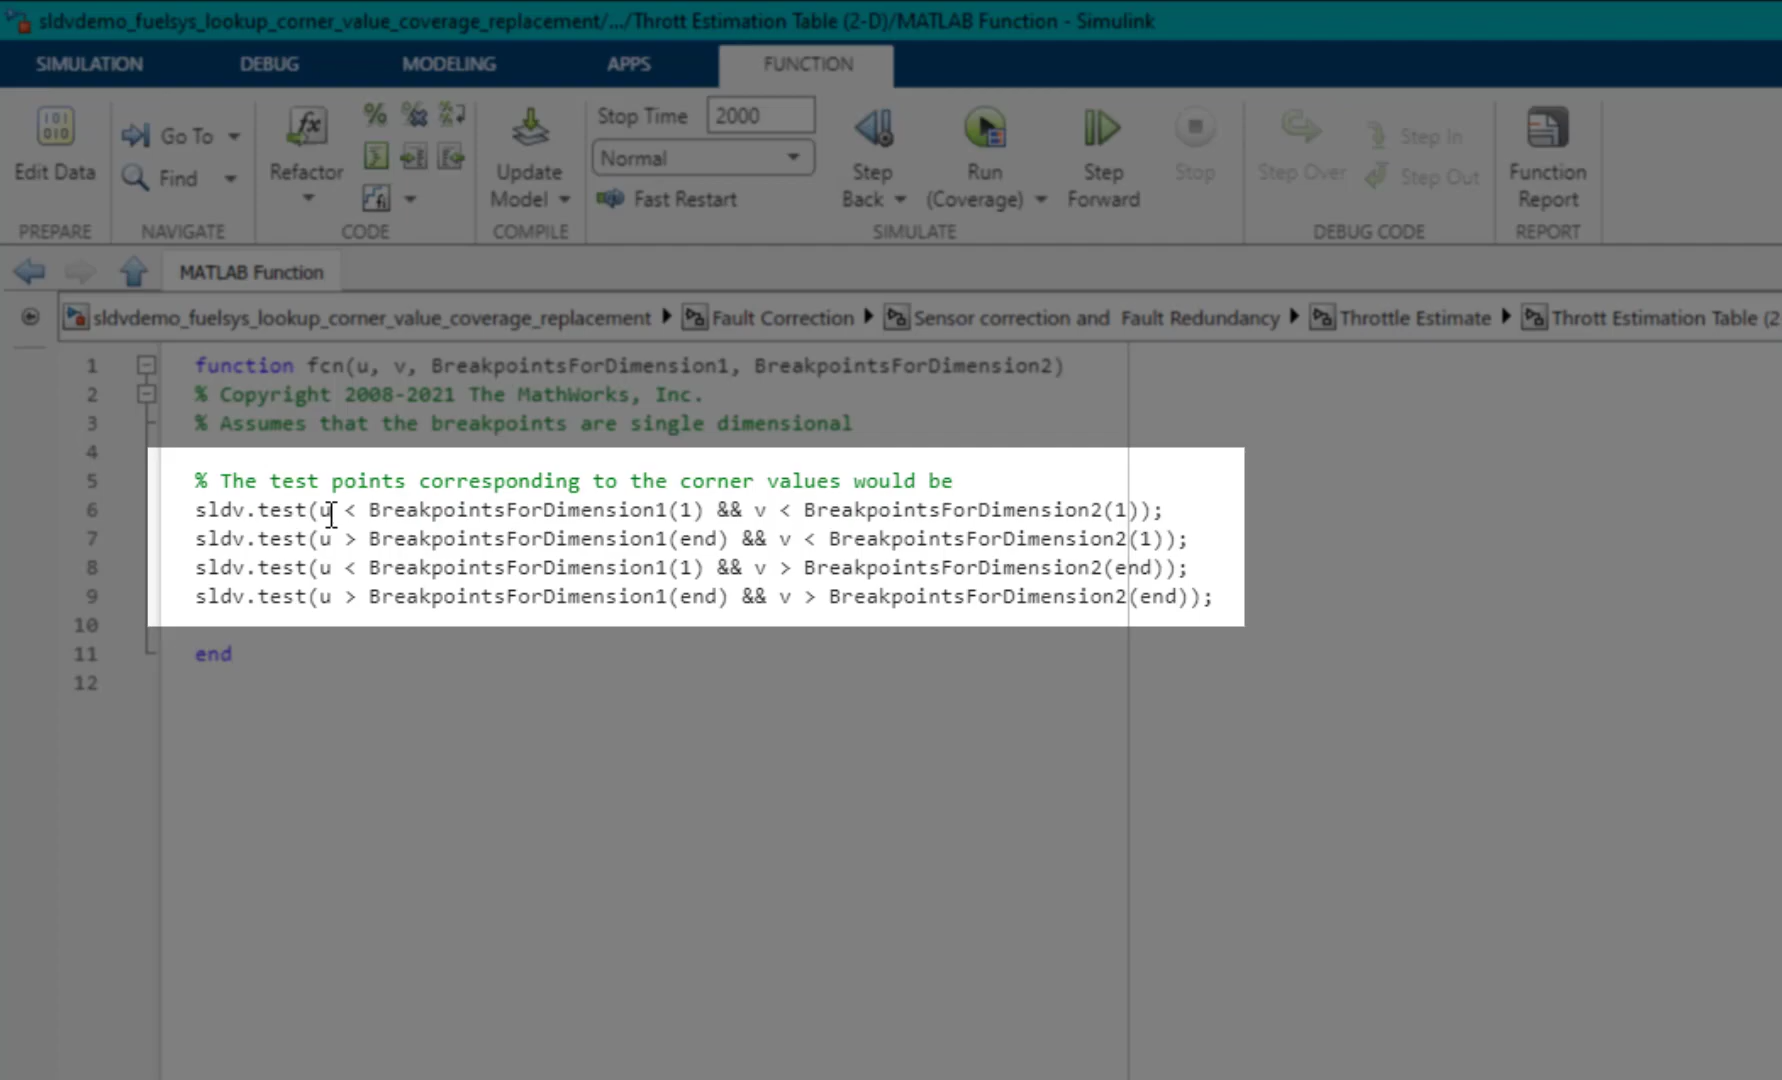 sldvdemo_fuelsys_lookup_corner_value_coverage_replacement/.../Thrott Estimation Table (2-D)/MATLAB Function - Simulink
SIMULATION DEBUG MODELING APPS FUNCTION
Edit Data
Go To
Find
Refactor
Update Model
Stop Time 2000
Normal
Fast Restart
Step Back
Run (Coverage)
Step Forward
Stop
Step Over
Step In
Step Out
Function Report
PREPARE NAVIGATE CODE COMPILE SIMULATE DEBUG CODE REPORT
MATLAB Function
sldvdemo_fuelsys_lookup_corner_value_coverage_replacement Fault Correction Sensor correction and Fault Redundancy Throttle Estimate Thrott Estimation Table (2
1 function fcn(u, v, BreakpointsForDimension1, BreakpointsForDimension2)
2 % Copyright 2008-2021 The MathWorks, Inc.
3 % Assumes that the breakpoints are single dimensional
4
5 % The test points corresponding to the corner values would be
6 sldv.test(u < BreakpointsForDimension1(1) && v < BreakpointsForDimension2(1));
7 sldv.test(u > BreakpointsForDimension1(end) && v < BreakpointsForDimension2(1));
8 sldv.test(u < BreakpointsForDimension1(1) && v > BreakpointsForDimension2(end));
9 sldv.test(u > BreakpointsForDimension1(end) && v > BreakpointsForDimension2(end));
10
11 end
12